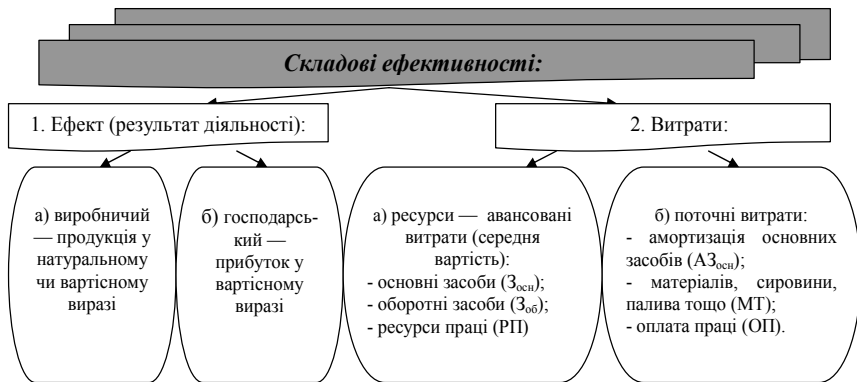 Складові ефективності:
1. Ефект (результат діяльності):
2. Витрати:
а) виробничий
— продукція у
натуральному
чи вартісному
виразі
б) господарсь-
кий —
прибуток у
вартісному
виразі
а) ресурси — авансовані
витрати (середня
вартість):
- основні засоби (Зосн);
- оборотні засоби (Зоб);
- ресурси праці (РП)
б) поточні витрати:
- амортизація основних
засобів (АЗосн);
- матеріалів, сировини,
палива тощо (МТ);
- оплата праці (ОП).